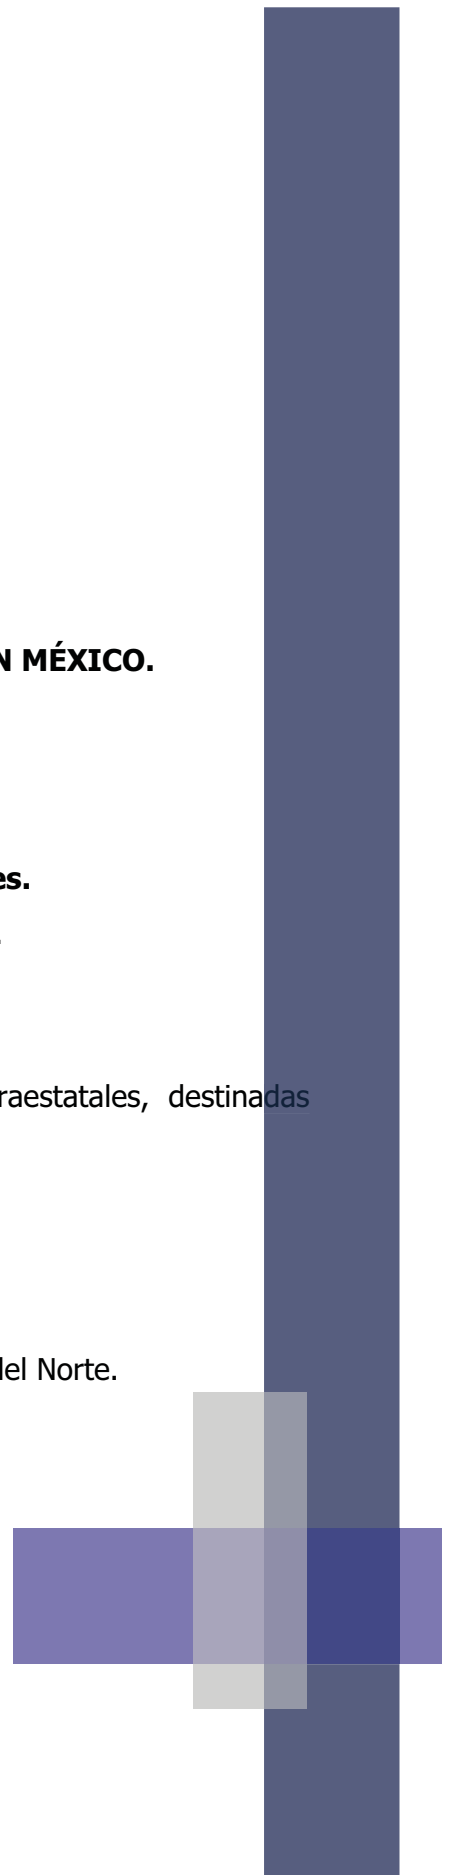 N MÉXICO.
es.
.
raestatales, destinadas
del Norte.